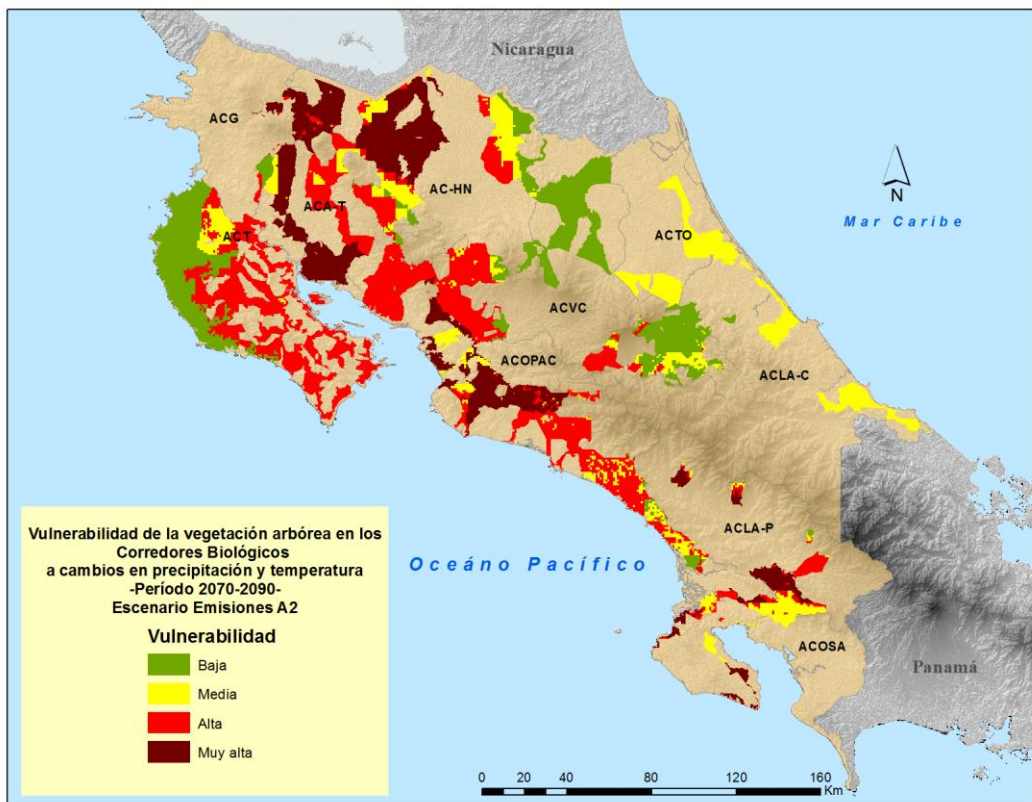 Nicaragua
ACG
N
AC-HN
ACA-T
Mar Caribe
ACT
ACTO
ACVC
ACOPAC
ACLA-C
Vulnerabilidad de la vegetación arbórea en los
Corredores Biológicos
a cambios en precipitación y temperatura
-Período 2070-2090-
Escenario Emisiones A2
Vulnerabilidad
Baja
Media
Alta
Muy alta
ACLA-P
Océano Pacífico
ACOSA
Panamá
0 20 40 80 120 160
Km